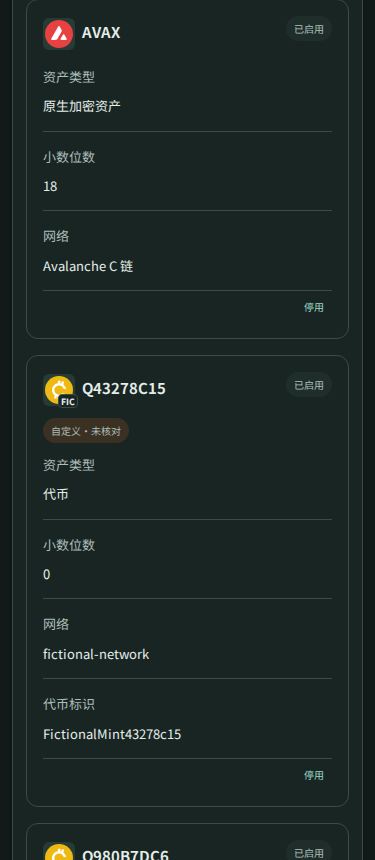 AVAX
已启用
资产类型
原生加密资产
小数位数
18
网络
Avalanche C 链
停用
Q43278C15
已启用
FIC
自定义·未核对
资产类型
代币
小数位数
0
网络
fictional-network
代币标识
FictionalMint43278c15
停用
Q980B7DC6
已启用